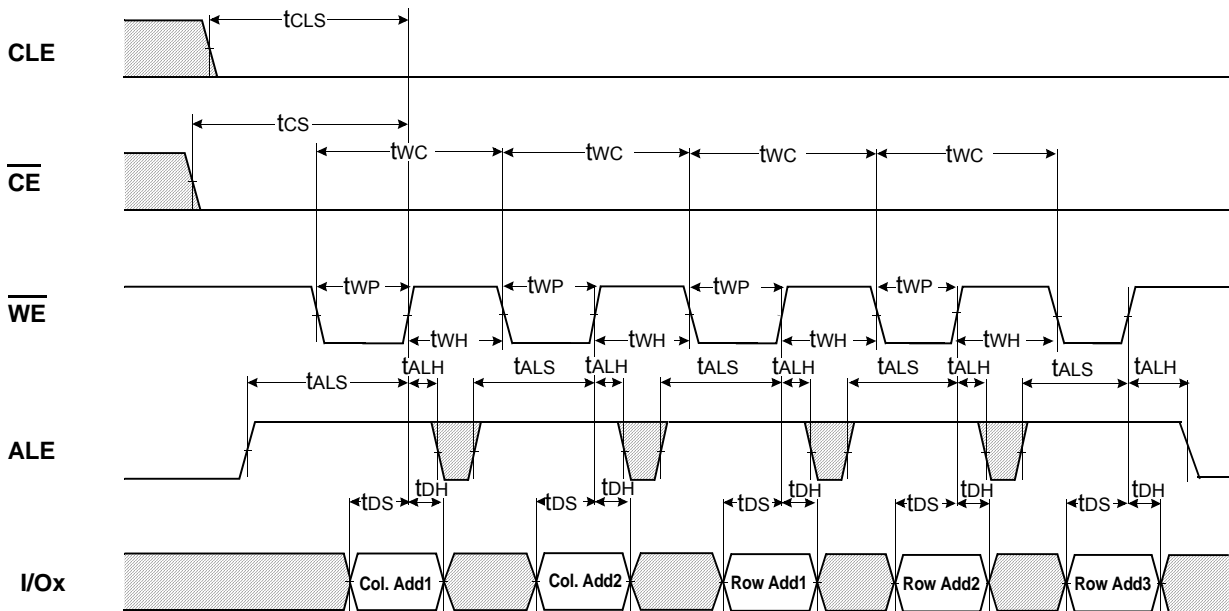 CLE
tCLS
CE
tCS
tWC tWC tWC tWC
WE
tWP tWP tWP tWP
tWH tWH tWH tWH
ALE
tALS tALH tALS tALH tALS tALH tALS tALH tALS tALH
I/Ox
tDS tDH tDS tDH tDS tDH tDS tDH tDS tDH
Col. Add1 Col. Add2 Row Add1 Row Add2 Row Add3